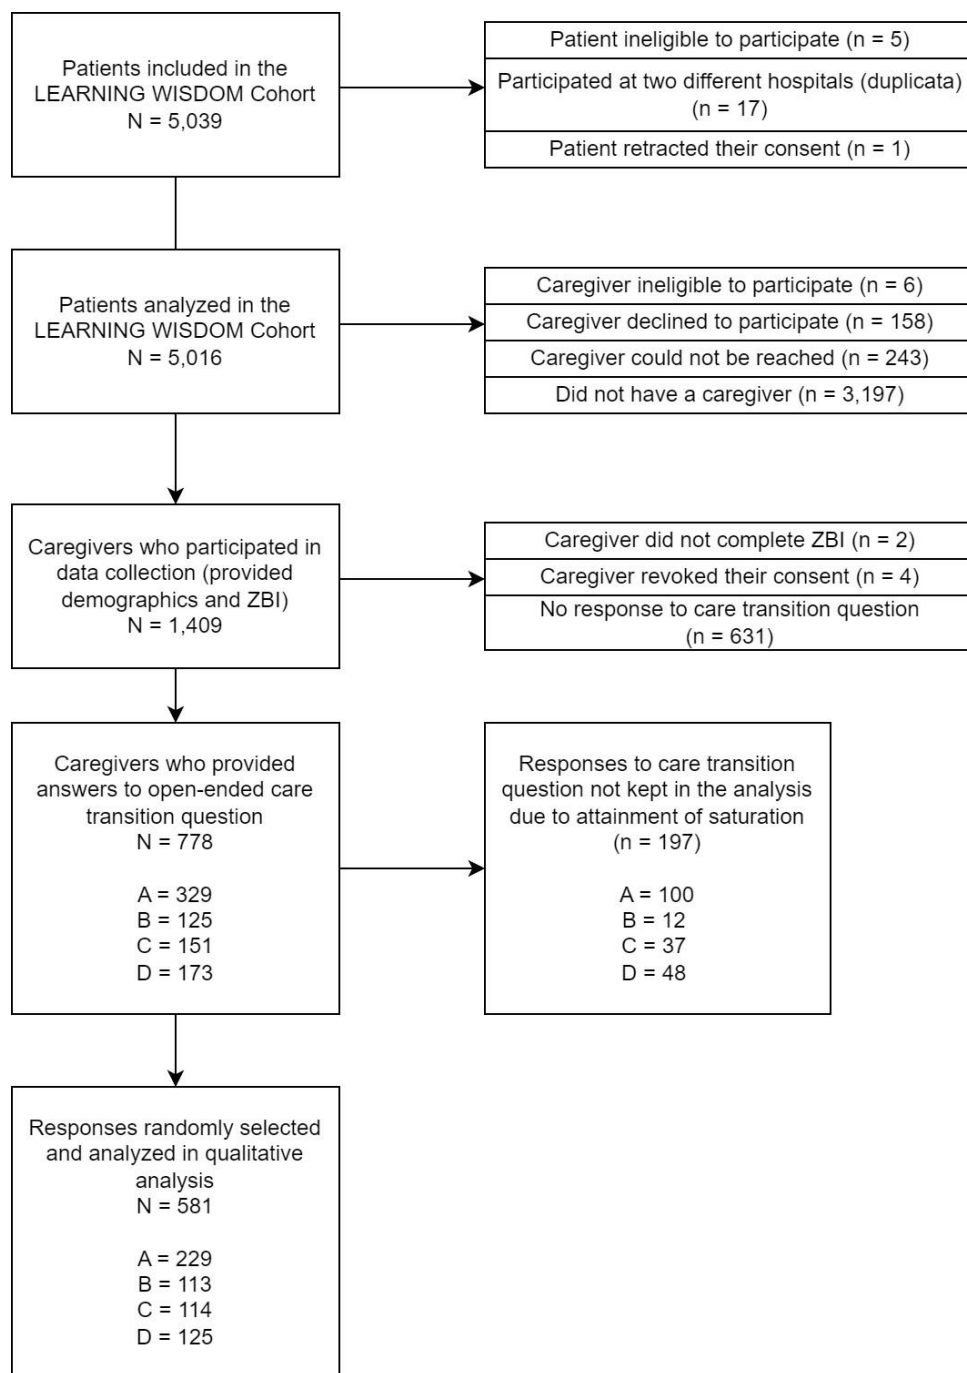 Patients included in the
LEARNING WISDOM Cohort
N = 5,039
Patient ineligible to participate (n = 5)
Participated at two different hospitals (duplicata)
(n = 17)
Patient retracted their consent (n = 1)
Patients analyzed in the
LEARNING WISDOM Cohort
N = 5,016
Caregiver ineligible to participate (n = 6)
Caregiver declined to participate (n = 158)
Caregiver could not be reached (n = 243)
Did not have a caregiver (n = 3,197)
Caregivers who participated in
data collection (provided
demographics and ZBI)
N = 1,409
Caregiver did not complete ZBI (n = 2)
Caregiver revoked their consent (n = 4)
No response to care transition question
(n = 631)
Caregivers who provided
answers to open-ended care
transition question
N = 778
A = 329
B = 125
C = 151
D = 173
Responses to care transition
question not kept in the analysis
due to attainment of saturation
(n = 197)
A = 100
B = 12
C = 37
D = 48
Responses randomly selected
and analyzed in qualitative
analysis
N = 581
A = 229
B = 113
C = 114
D = 125